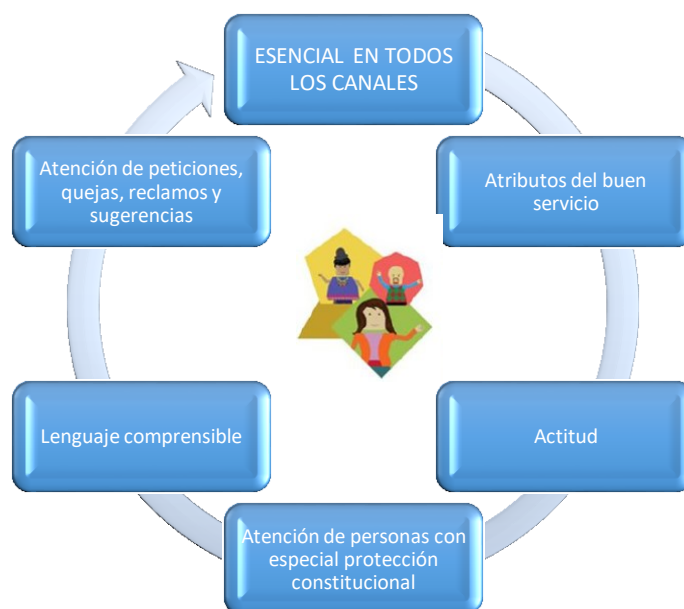 ESENCIAL EN TODOS
LOS CANALES
Atributos del buen
servicio
Actitud
Atención de personas con
especial protección
constitucional
Lenguaje comprensible
Atención de peticiones,
quejas, reclamos y
sugerencias